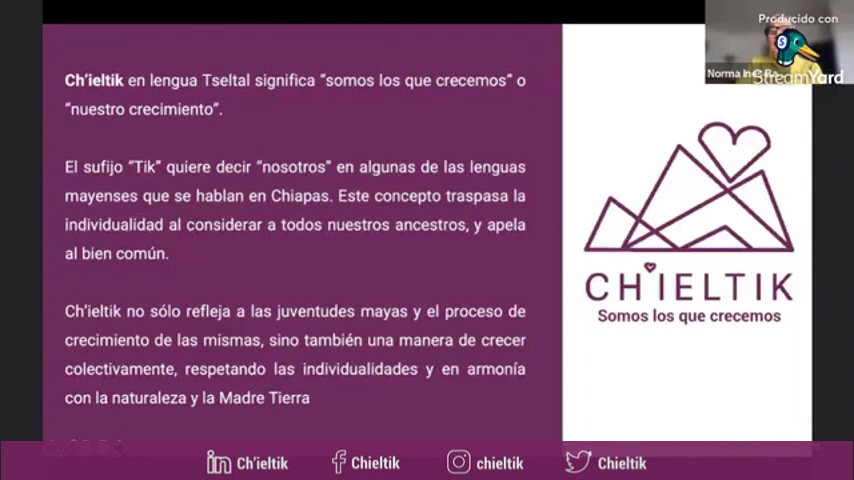 Producido con
StreamYard
Norma
Ch'ieltik en lengua Tseltal significa "somos los que crecemos" o
"nuestro crecimiento".
El sufijo "Tik" quiere decir "nosotros" en algunas de las lenguas
mayenses que se hablan en Chiapas. Este concepto traspasa la
individualidad al considerar a todos nuestros ancestros, y apela
al bien común.
Ch'ieltik no sólo refleja a las juventudes mayas y el proceso de
crecimiento de las mismas, sino también una manera de crecer
colectivamente, respetando las individualidades y en armonía
con la naturaleza y la Madre Tierra
CH'IELTIK
Somos los que crecemos
in Ch'ieltik
f Chieltik
chieltik
Chieltik